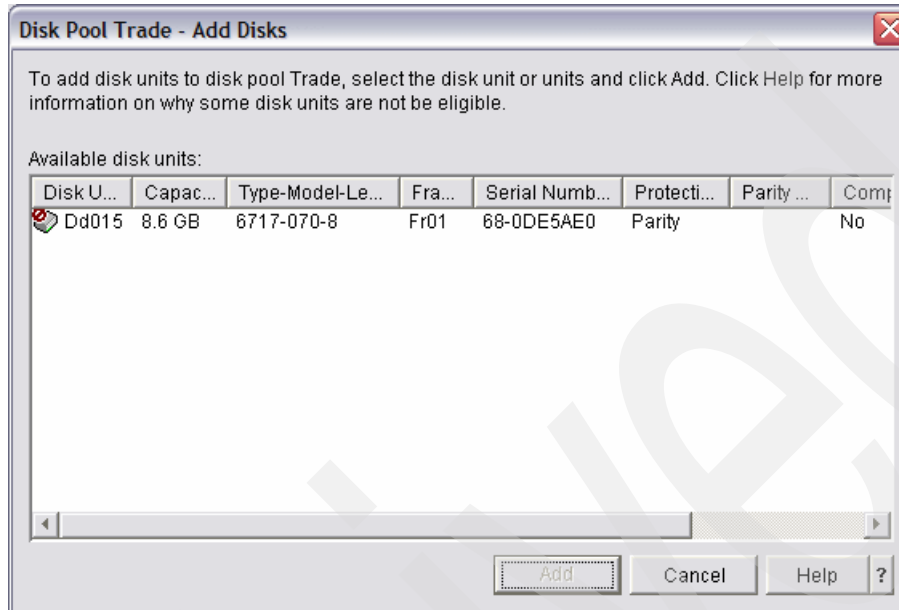 Disk Pool Trade - Add Disks
To add disk units to disk pool Trade, select the disk unit or units and click Add. Click Help for more
information on why some disk units are not be eligible.
Available disk units:
Disk U... Capac... Type-Model-Le... Fra... Serial Numb... Protecti... Parity ... Comp
Dd015 8.6 GB 6717-070-8 Fr01 68-0DE5AE0 Parity No
Add Cancel Help ?